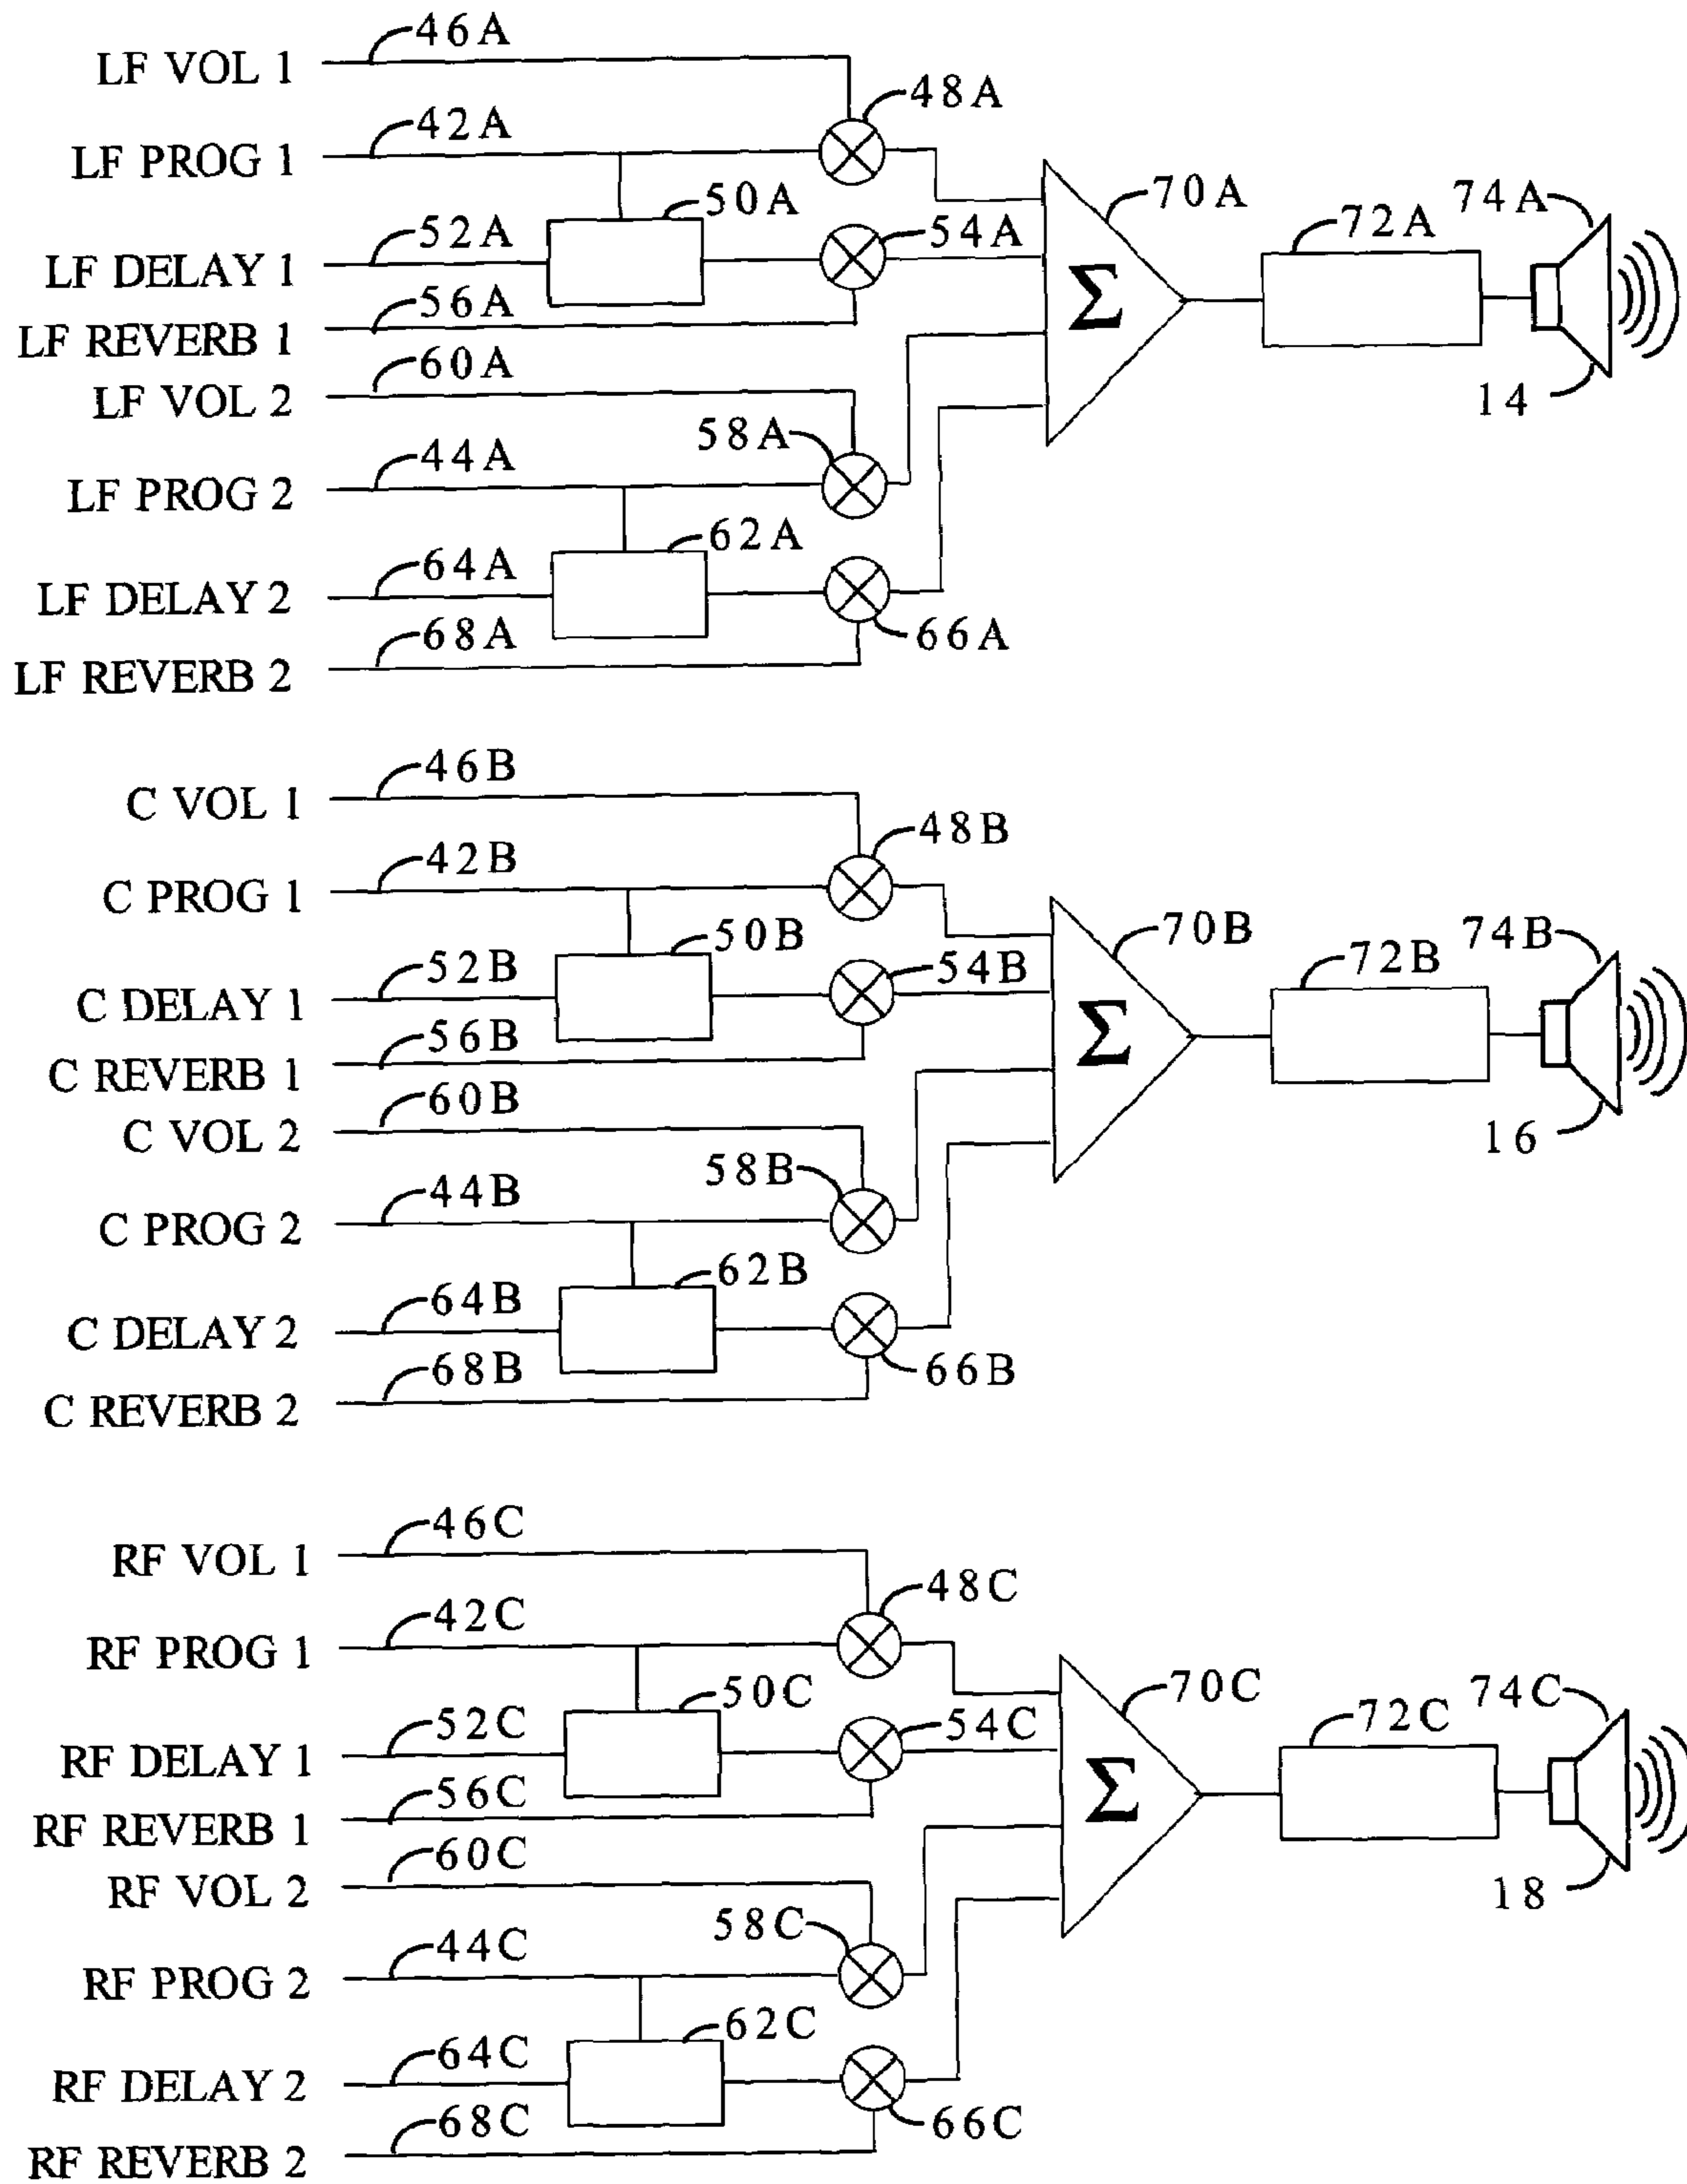 46A
LF VOL 1
48A
42A
LF PROG 1
70A
74A
50A
72A
52A
54A
LF DELAY 1
Σ
56A
LF REVERB 1
60A
LF VOL 2
14
58A
44A
LF PROG 2
62A
64A
LF DELAY 2
68A
66A
LF REVERB 2
46B
C VOL 1
48B
42B
C PROG 1
70B
74B
50B
72B
52B
54B
C DELAY 1
Σ
56B
C REVERB 1
60B
C VOL 2
16
58B
44B
C PROG 2
62B
64B
C DELAY 2
68B
66B
C REVERB 2
46C
RF VOL 1
48C
42C
RF PROG 1
70C
74C
50C
72C
52C
54C
RF DELAY 1
Σ
56C
RF REVERB 1
60C
RF VOL 2
18
58C
44C
RF PROG 2
62C
64C
RF DELAY 2
68C
66C
RF REVERB 2